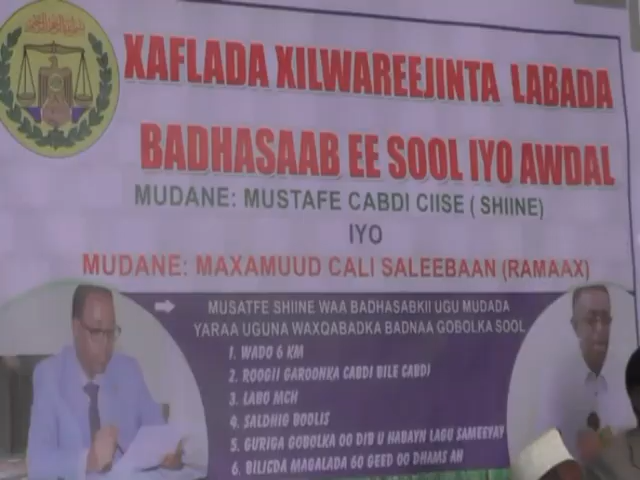 XAFLADA XILWAREEJINTA LABADA
BADHASAAB EE SOOL IYO AWDAL
MUDANE: MUSTAFE CABDI CIISE ( SHIINE)
IYO
MUDANE: MAXAMUUD CALI SALEEBAAN (RAMAAX)
MUSATFE SHIINE WAA BADHASABKII UGU MUDADA
YARAA UGUNA WAXQABADKA BADNAA GOBOLKA SOOL
1. WADO 6 KM
2. ROOGII GAROONKA CABDI BILE CABDI
3. LABO MCH
4. SALDHIG BOOLIS
5. GURIGA GOBOLKA OO DIB U HABAYN LAGU SAMEEYAY
6. BILICDA MAGALADA 60 GEED OO DHAMS AH